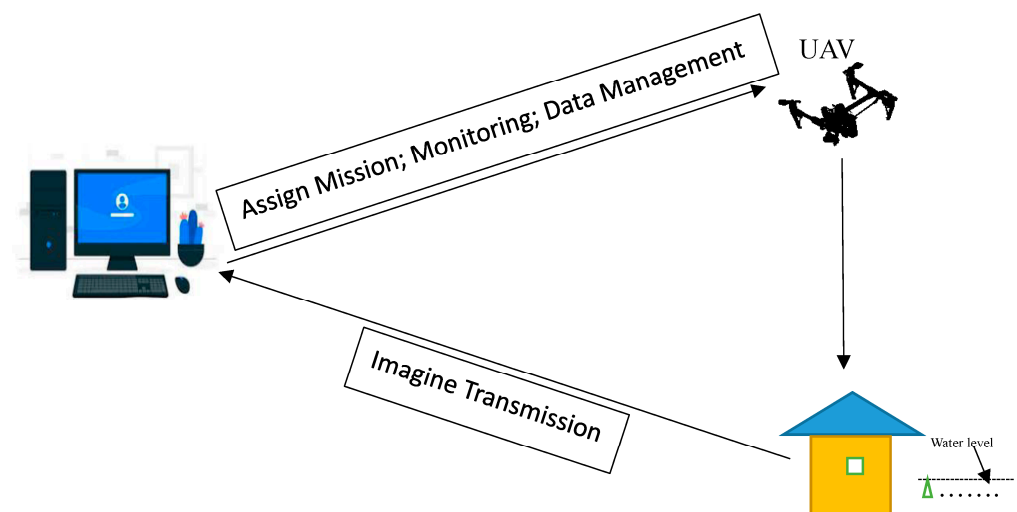 UAV
Assign Mission; Monitoring; Data Management
Imagine Transmission
Water level